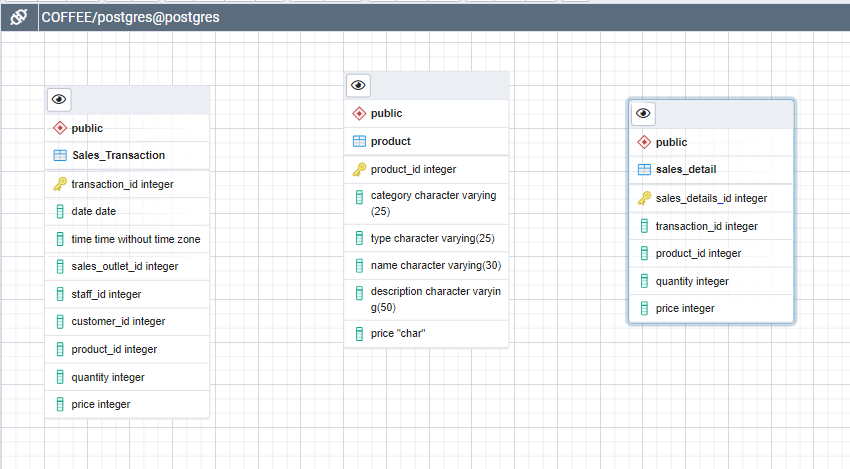 COFFEE/postgres@postgres
public
Sales_Transaction
transaction_id integer
date date
time time without time zone
sales_outlet_id integer
staff_id integer
customer_id integer
product_id integer
quantity integer
price integer
public
product
product_id integer
category character varying
(25)
type character varying(25)
name character varying(30)
description character varyin
g(50)
price "char"
public
sales_detail
sales_details_id integer
transaction_id integer
product_id integer
quantity integer
price integer